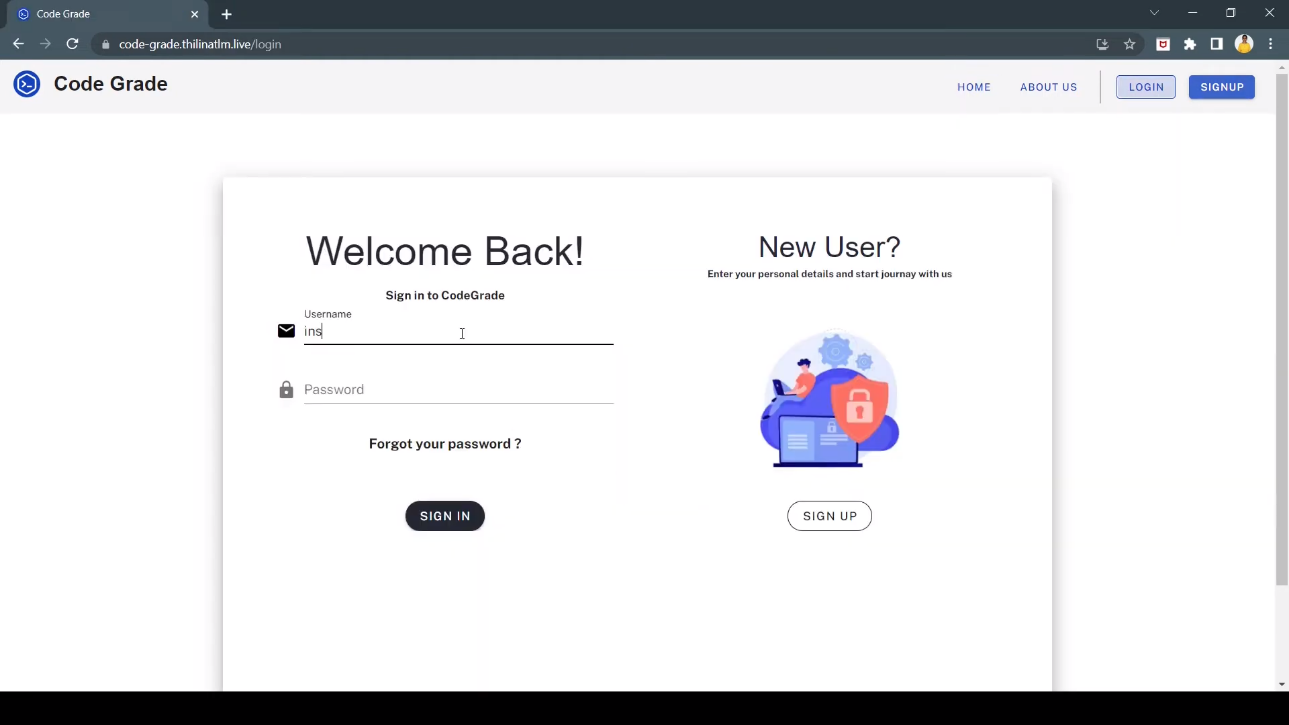 Code Grade
code-grade.thilinatlm.live/login
Code Grade
HOME
ABOUT US
LOGIN
SIGNUP
Welcome Back!
Sign in to CodeGrade
Username
ins
Password
Forgot your password ?
SIGN IN
New User?
Enter your personal details and start journay with us
SIGN UP